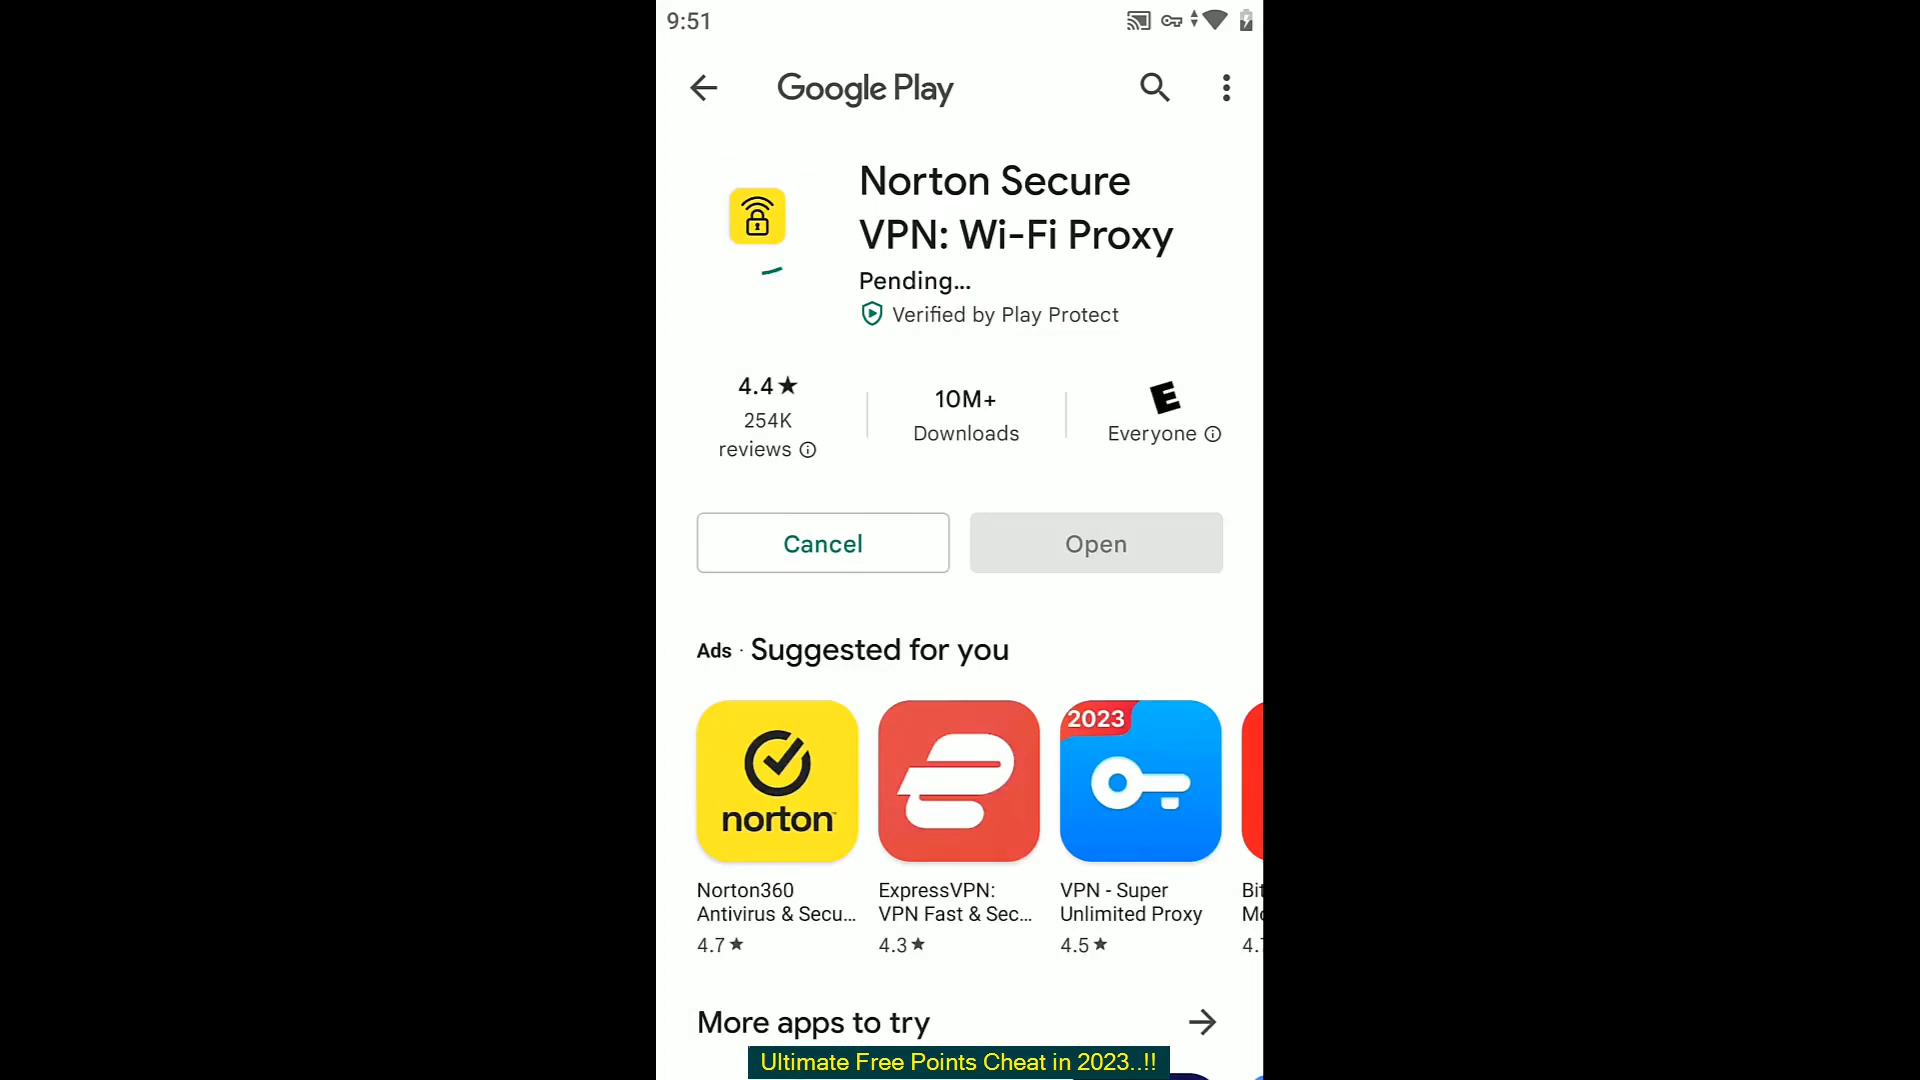 9:51
Google Play
Norton Secure
VPN: Wi-Fi Proxy
Pending...
Verified by Play Protect
4.4★
254K
reviews
10M+
Downloads
E
Everyone
Cancel
Open
Ads · Suggested for you
norton
2023
Norton360
Antivirus & Secu...
4.7★
ExpressVPN:
VPN Fast & Sec...
4.3★
VPN - Super
Unlimited Proxy
4.5★
More apps to try
Ultimate Free Points Cheat in 2023..!!